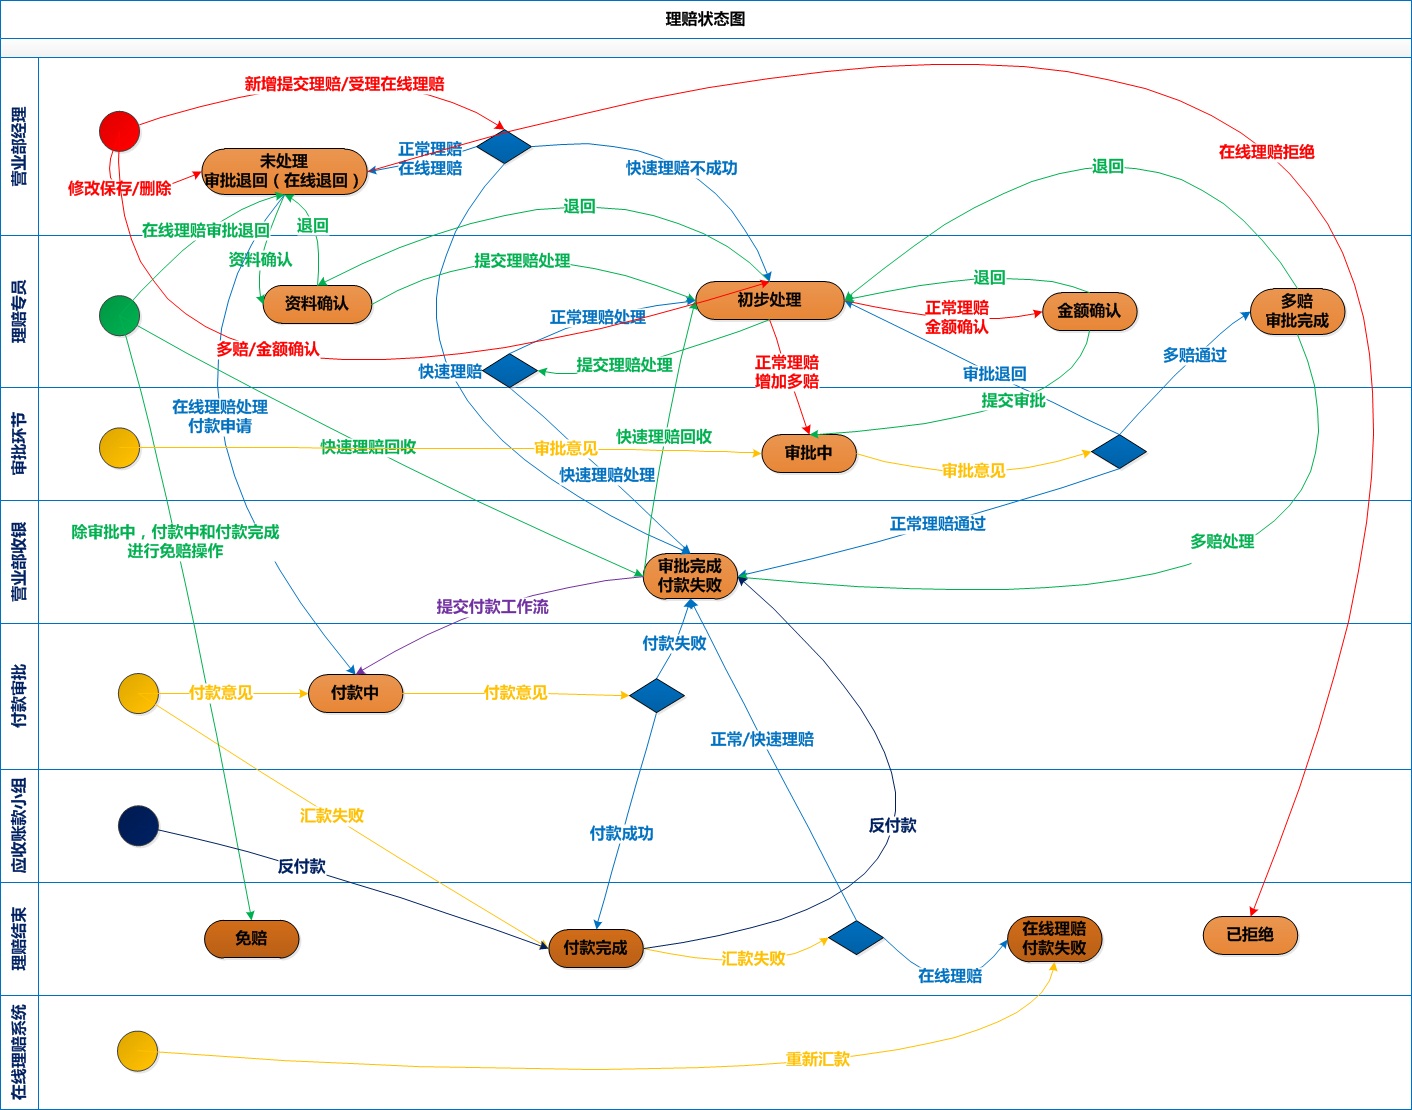 理赔状态图
营业部经理
新增提交理赔/受理在线理赔
未处理
审批退回（在线退回）
正常理赔
在线理赔
快速理赔不成功
在线理赔拒绝
退回
修改保存/删除
退回
在线理赔审批退回
退回
理赔专员
资料确认
资料确认
提交理赔处理
初步处理
退回
正常理赔
金额确认
金额确认
多赔
审批完成
正常理赔处理
多赔/金额确认
快速理赔
提交理赔处理
正常理赔
增加多赔
审批退回
多赔通过
审批环节
在线理赔处理
付款申请
提交审批
快速理赔回收
审批意见
快速理赔回收
审批中
审批意见
快速理赔处理
营业部收银
除审批中，付款中和付款完成
进行免赔操作
正常理赔通过
多赔处理
审批完成
付款失败
提交付款工作流
付款审批
付款失败
付款意见
付款中
付款意见
正常/快速理赔
应收账款小组
汇款失败
付款成功
反付款
反付款
理赔结束
免赔
付款完成
汇款失败
在线理赔
在线理赔
付款失败
已拒绝
在线理赔系统
重新汇款